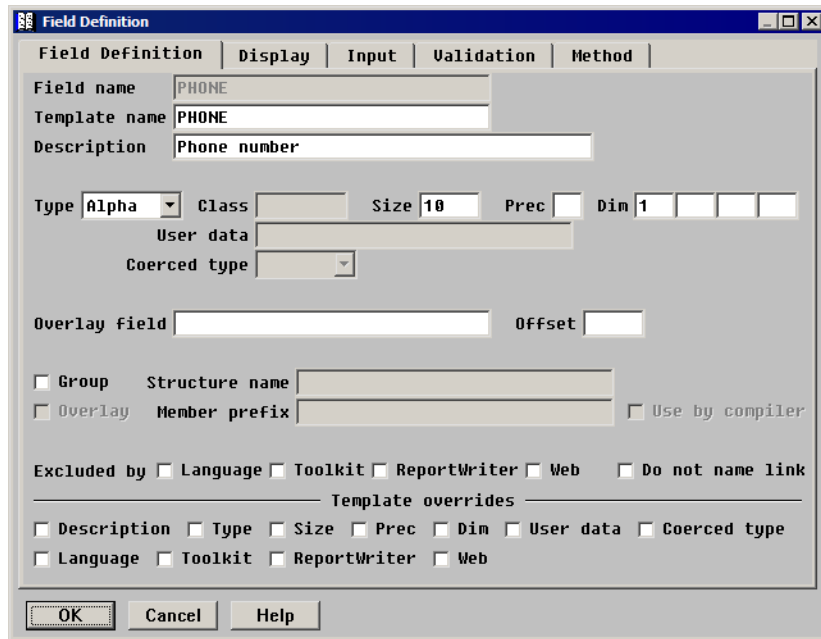 Field Definition
Field Definition Display Input Validation Method
Field name PHONE
Template name PHONE
Description Phone number
Type Alpha Class Size 10 Prec Dim 1
User data
Coerced type
Overlay field Offset
Group Structure name
Overlay Member prefix Use by compiler
Excluded by Language Toolkit ReportWriter Web Do not name link
Template overrides
Description Type Size Prec Dim User data Coerced type
Language Toolkit ReportWriter Web
OK Cancel Help